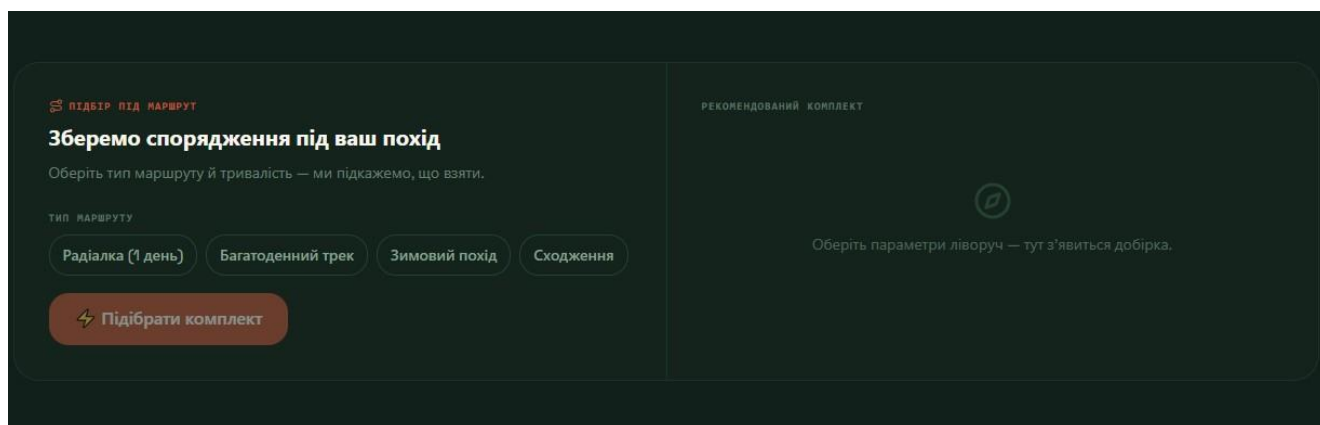 ПІДБІР ПІД МАРШРУТ
Зберемо спорядження під ваш похід
Оберіть тип маршруту й тривалість — ми підкажемо, що взяти.
ТИП МАРШРУТУ
Радіалка (1 день)
Багатоденний трек
Зимовий похід
Сходження
Підібрати комплект
РЕКОМЕНДОВАНИЙ КОМПЛЕКТ
Оберіть параметри ліворуч — тут з’явиться добірка.